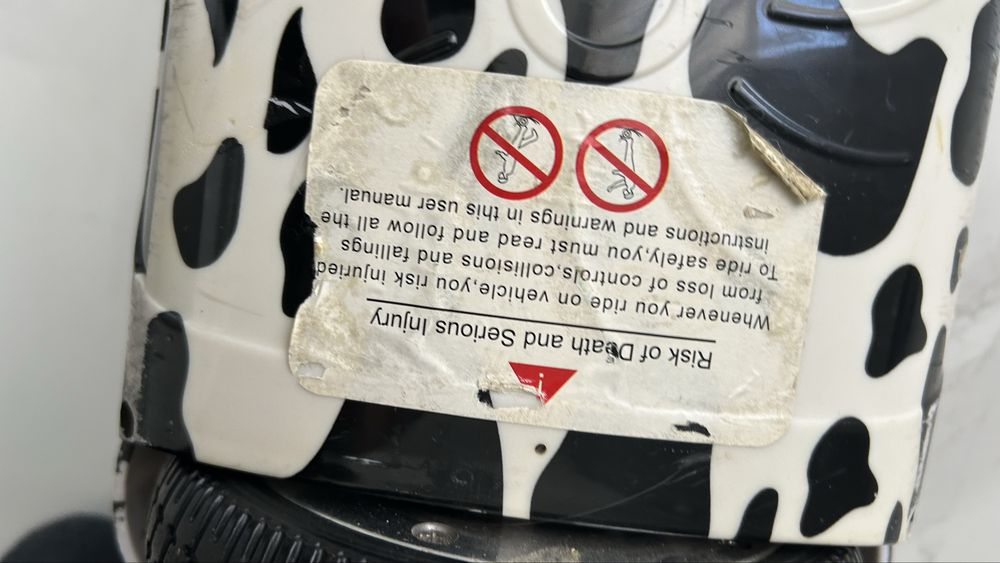 Risk of Death and Serious Injury
Whenever you ride on vehicle,you risk injuried
from loss of controls,collisions and fallings
To ride safely,you must read and follow all the
instructions and warnings in this user manual.